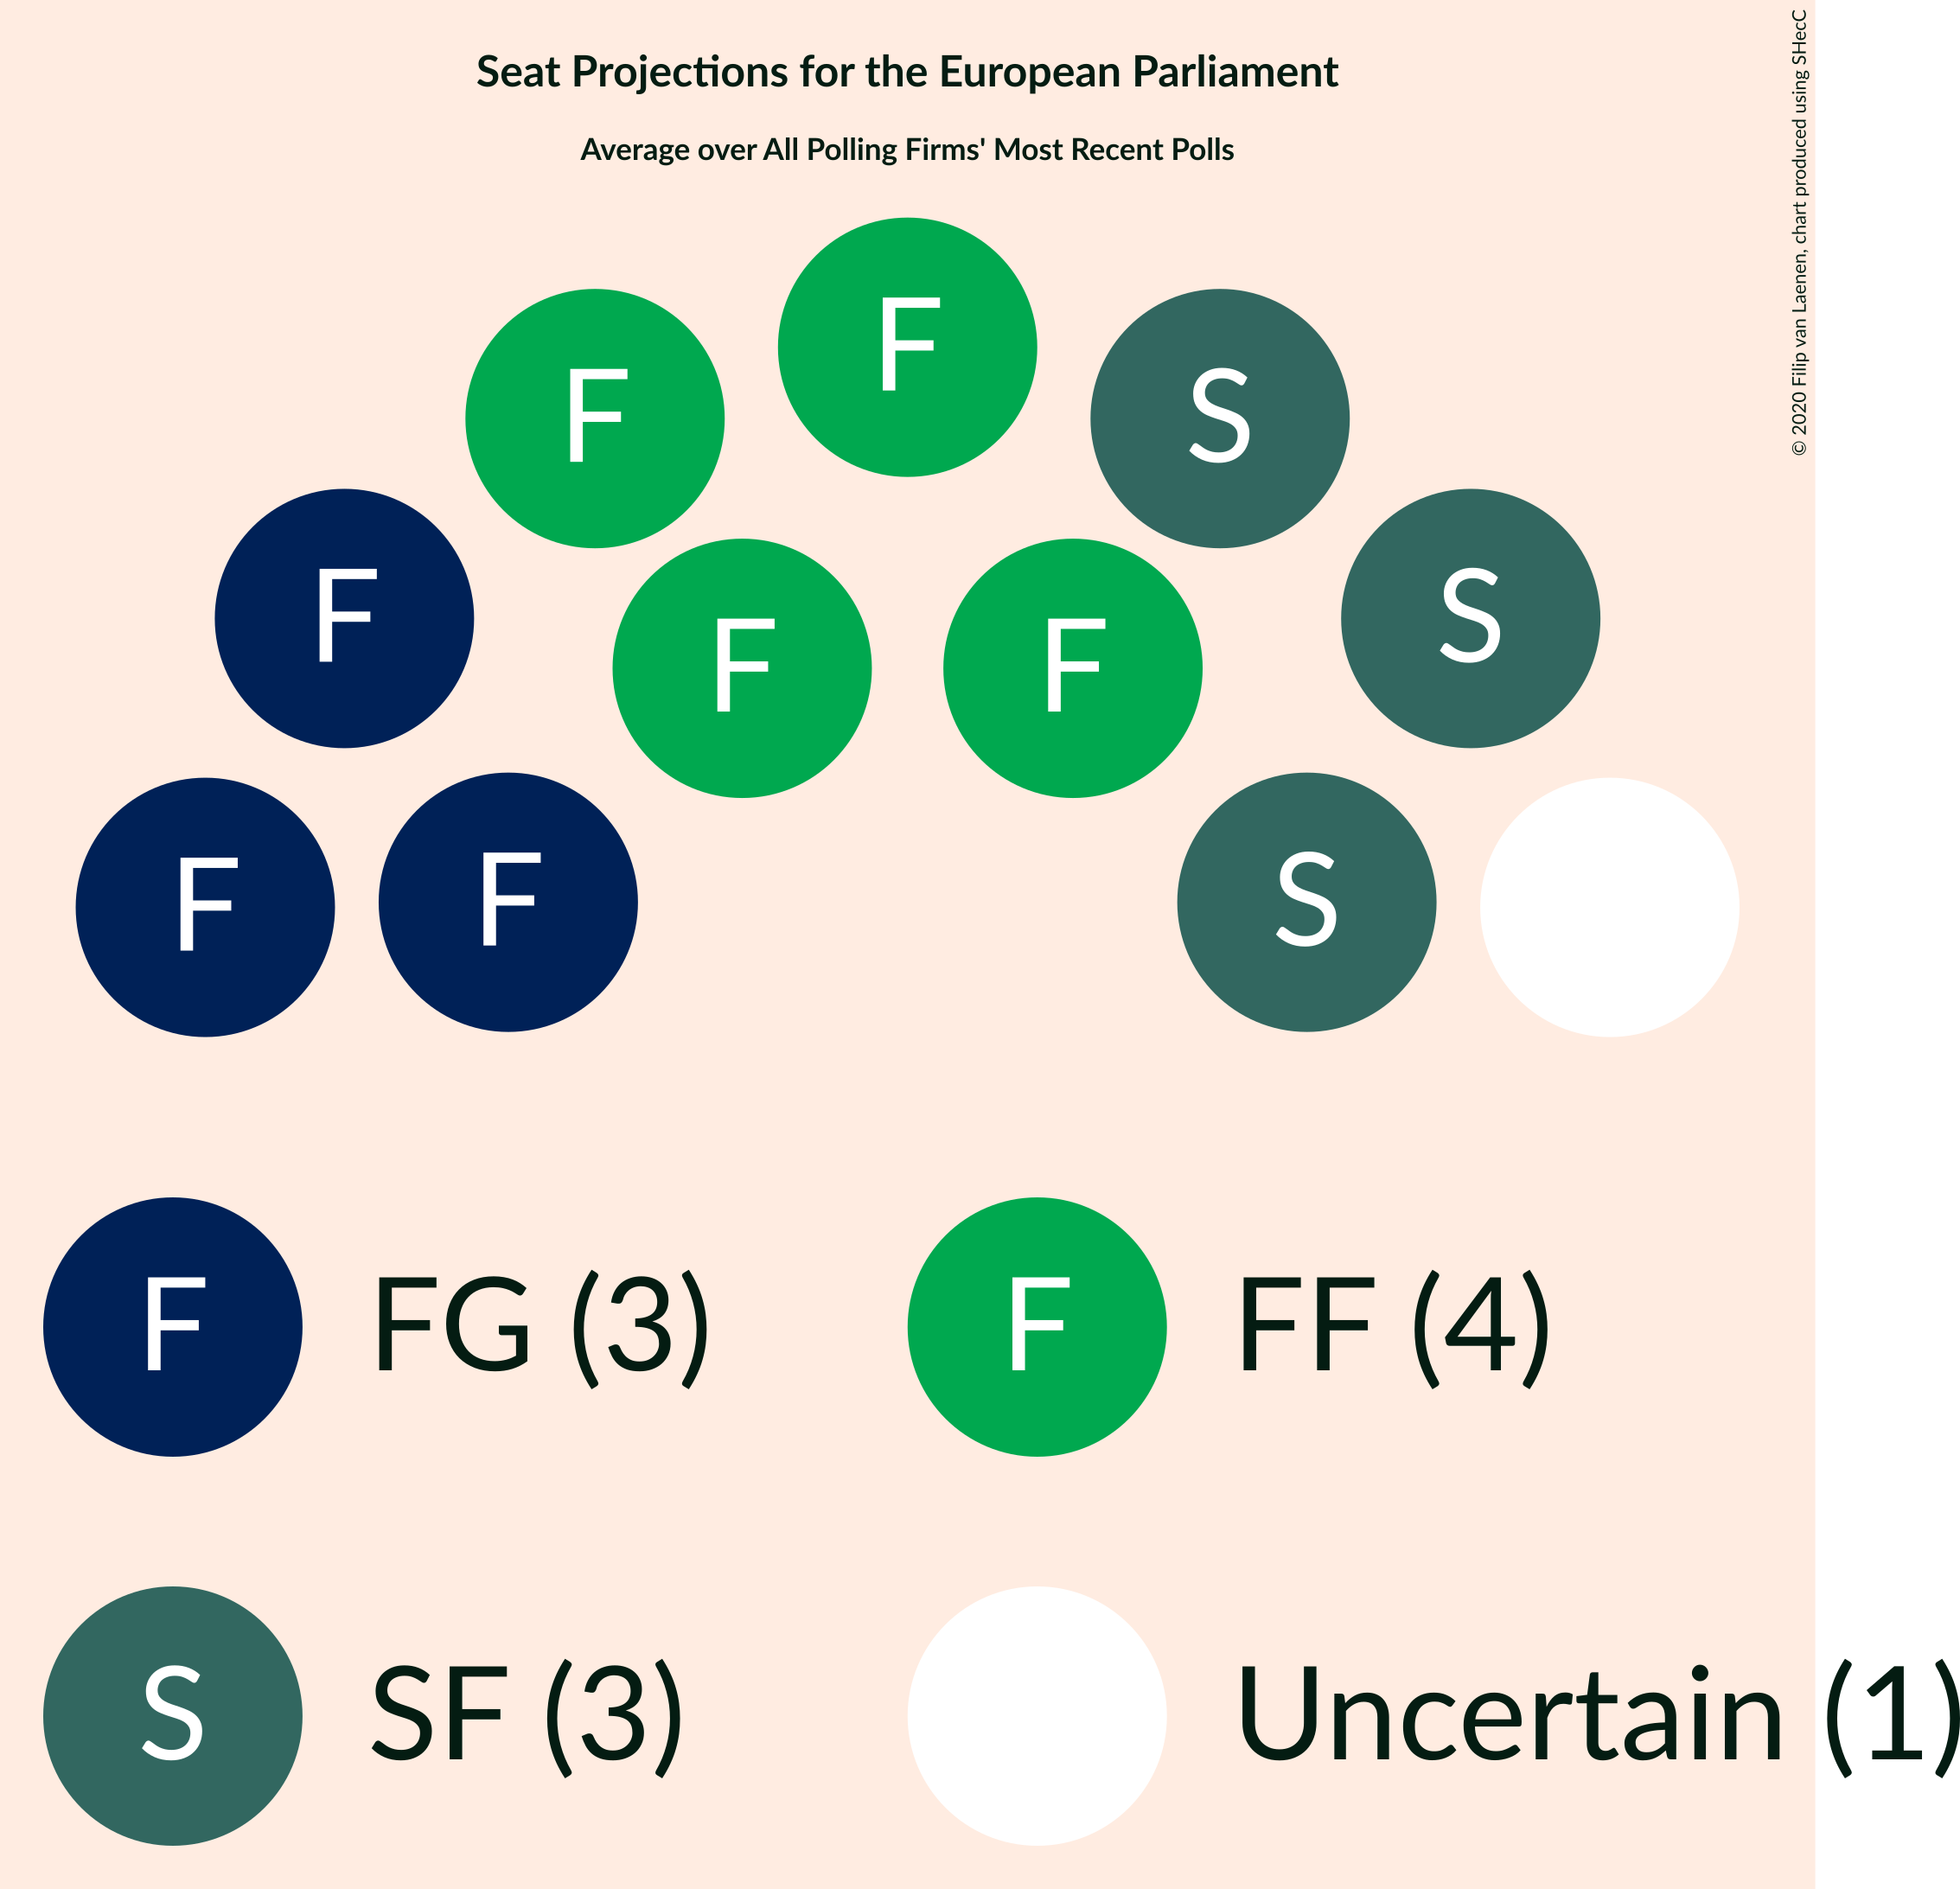 Seat Projections for the European Parliament
Average over All Polling Firms' Most Recent Polls
© 2020 Filip van Laenen, chart produced using SHecC
F
F
S
F
S
F
F
F
F
S
F FG (3)
F FF (4)
S SF (3)
Uncertain (1)